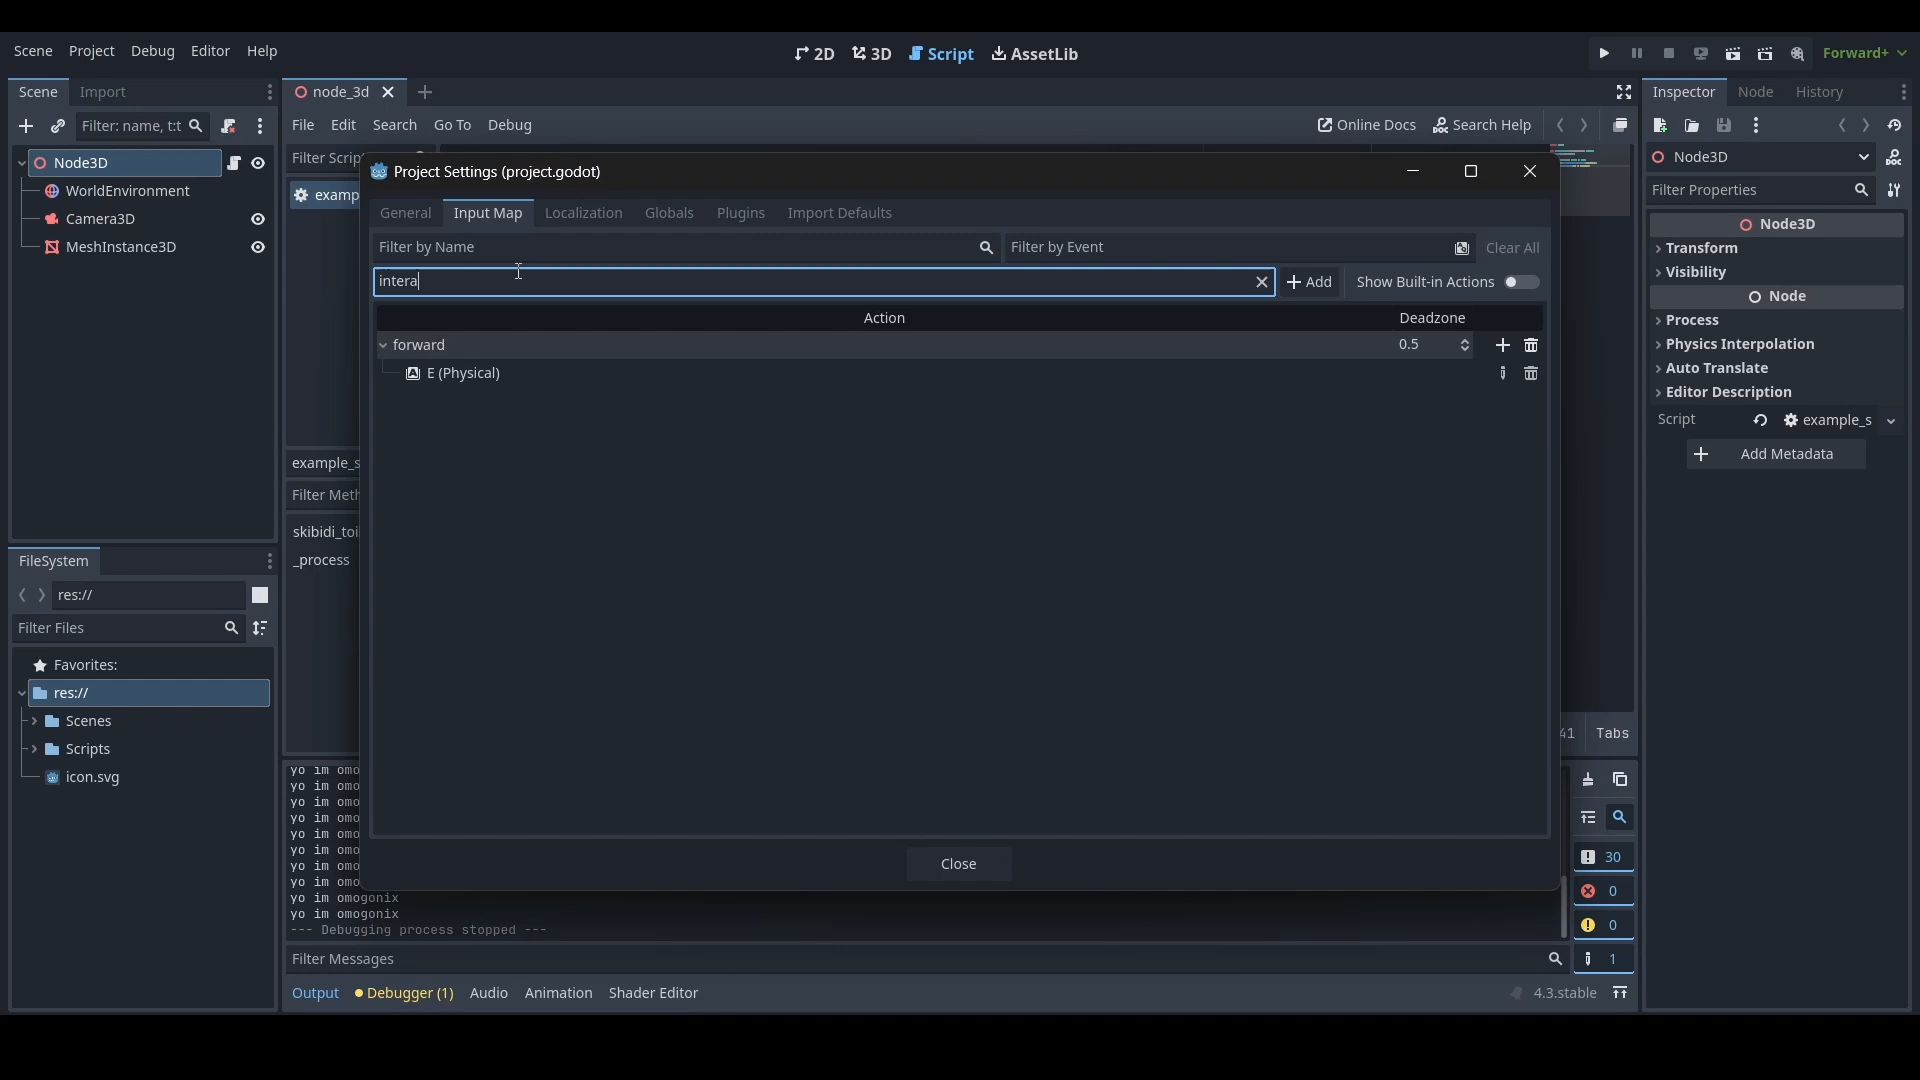 Scene Project Debug Editor Help
2D 3D Script AssetLib
Forward+
Scene Import
Filter: name, t:t
Node3D
WorldEnvironment
Camera3D
MeshInstance3D
FileSystem
res://
Filter Files
Favorites:
res://
Scenes
Scripts
icon.svg
node_3d
File Edit Search Go To Debug
Online Docs Search Help
Filter Scrip
examp
example_s
Filter Meth
skibidi_toi
_process
Project Settings (project.godot)
General Input Map Localization Globals Plugins Import Defaults
Filter by Name Filter by Event Clear All
intera Add Show Built-in Actions
Action Deadzone
forward 0.5
E (Physical)
Close
41 Tabs
yo im omo
yo im omo
yo im omo
yo im omo
yo im omo
yo im omo
yo im omo
yo im omo
yo im omogonix
yo im omogonix
--- Debugging process stopped ---
Filter Messages
30
0
0
1
Output Debugger (1) Audio Animation Shader Editor
4.3.stable
Inspector Node History
Node3D
Filter Properties
Node3D
Transform
Visibility
Node
Process
Physics Interpolation
Auto Translate
Editor Description
Script example_s
Add Metadata